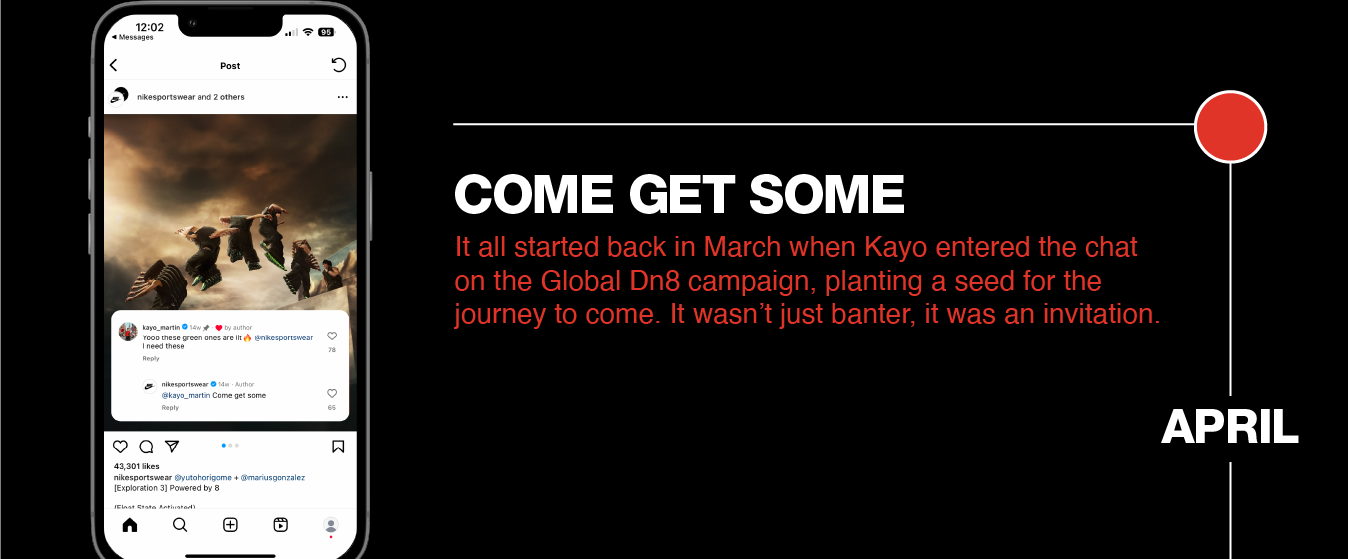 12:02
Messages
95
Post
nikesportswear and 2 others
kayo_martin 14w · by author
Yooo these green ones are lit 🔥 @nikesportswear
I need these
78
Reply
nikesportswear 14w · Author
@kayo_martin Come get some
Reply
65
43,301 likes
nikesportswear @yutohorigome + @mariusgonzalez
[Exploration 3] Powered by 8
(Float State Activated)
COME GET SOME
It all started back in March when Kayo entered the chat
on the Global Dn8 campaign, planting a seed for the
journey to come. It wasn’t just banter, it was an invitation.
APRIL